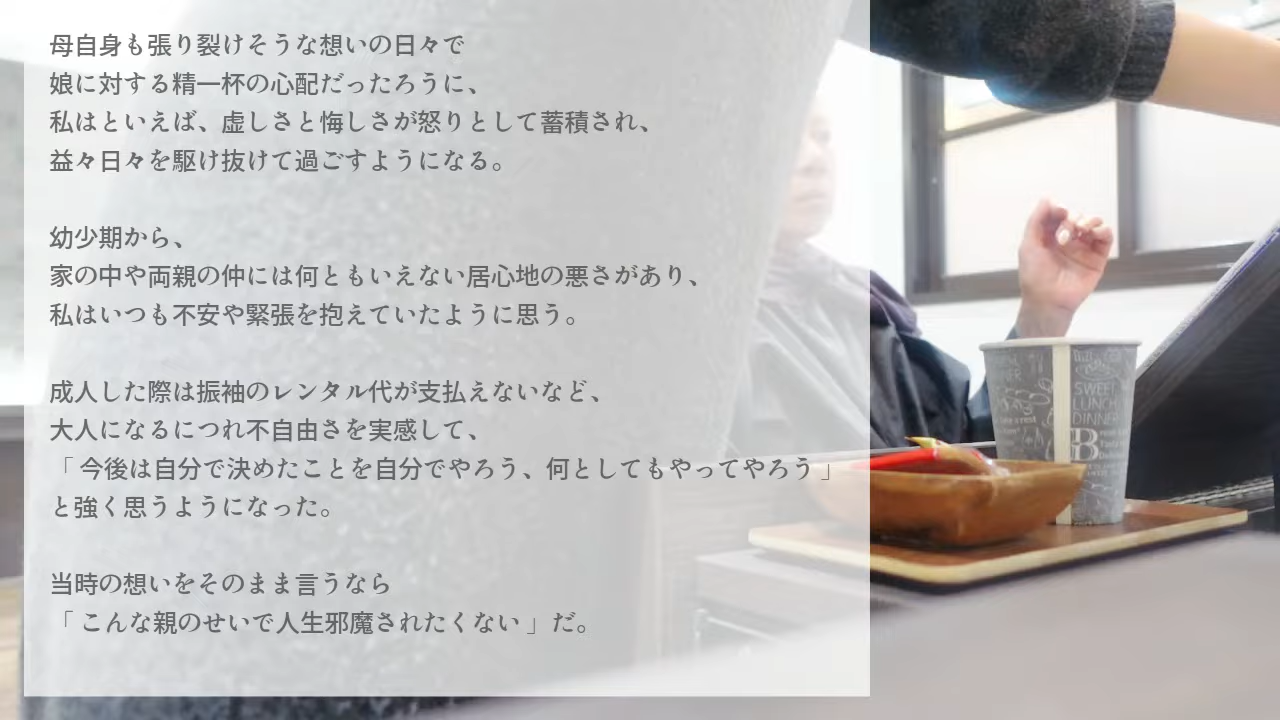 母自身も張り裂けそうな想いの日々で
娘に対する精一杯の心配だったろうに、
私はといえば、虚しさと悔しさが怒りとして蓄積され、
益々日々を駆け抜けて過ごすようになる。
幼少期から、
家の中や両親の仲には何ともいえない居心地の悪さがあり、
私はいつも不安や緊張を抱えていたように思う。
成人した際は振袖のレンタル代が支払えないなど、
大人になるにつれ不自由さを実感して、
「今後は自分で決めたことを自分でやろう、何としてもやってやろう」
と強く思うようになった。
当時の想いをそのまま言うなら
「こんな親のせいで人生邪魔されたくない」だ。
SWEET
LUNCH
DINNER